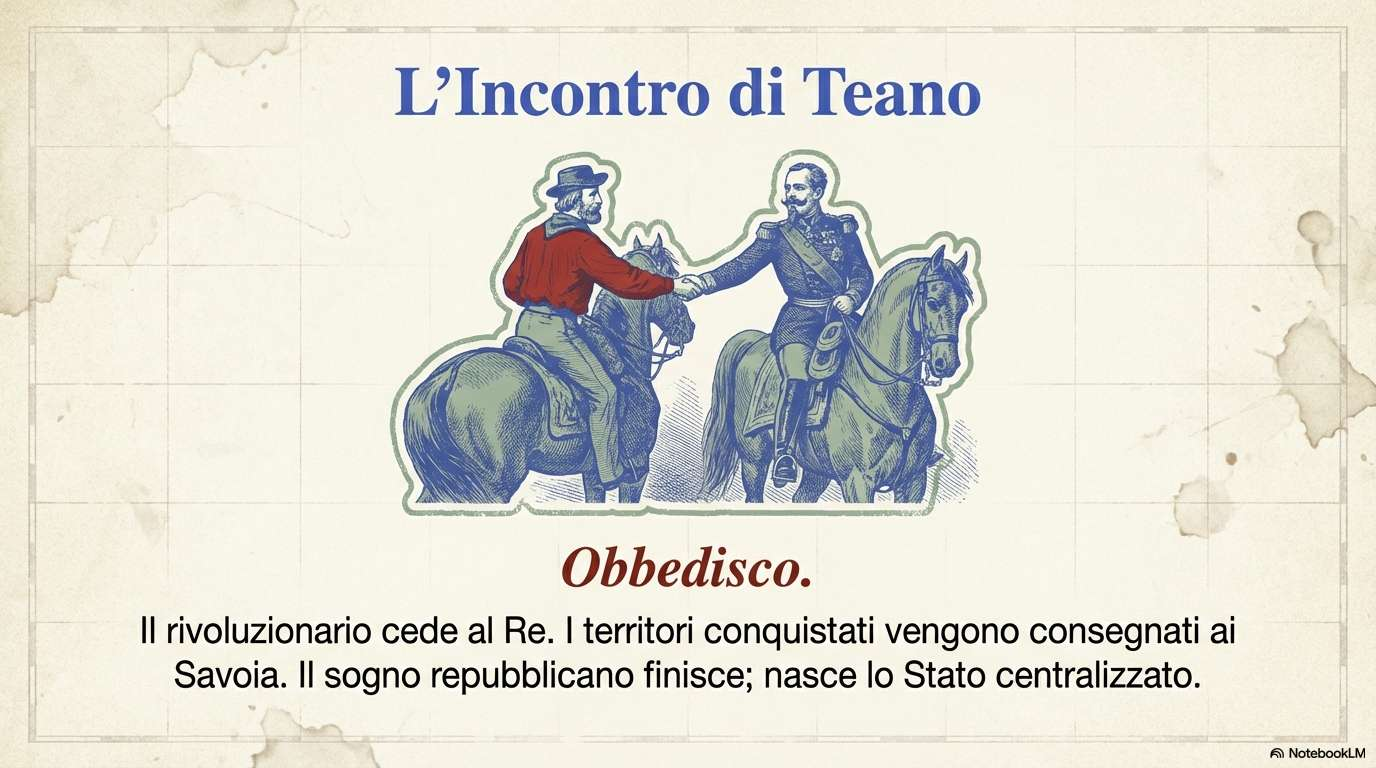 L’Incontro di Teano
Obbedisco.
Il rivoluzionario cede al Re. I territori conquistati vengono consegnati ai
Savoia. Il sogno repubblicano finisce; nasce lo Stato centralizzato.
NotebookLM